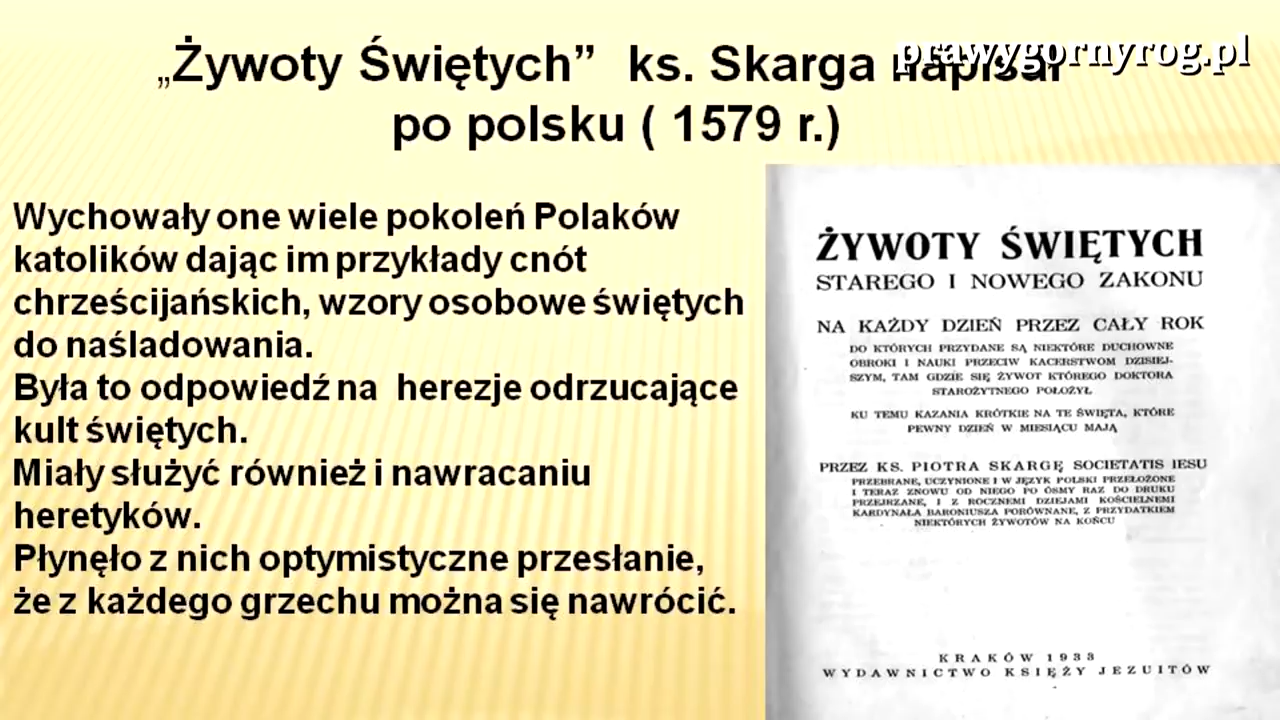 „Żywoty Świętych” ks. Skarga napisał
prawygornyrog.pl
po polsku ( 1579 r.)
Wychowały one wiele pokoleń Polaków
katolików dając im przykłady cnót
chrześcijańskich, wzory osobowe świętych
do naśladowania.
Była to odpowiedź na herezje odrzucające
kult świętych.
Miały służyć również i nawracaniu
heretyków.
Płynęło z nich optymistyczne przesłanie,
że z każdego grzechu można się nawrócić.
ŻYWOTY ŚWIĘTYCH
STAREGO I NOWEGO ZAKONU
NA KAŻDY DZIEŃ PRZEZ CAŁY ROK
DO KTÓRYCH PRZYDANE SĄ NIEKTÓRE DUCHOWNE
OBROKI I NAUKI PRZECIW KACERSTWOM DZISIEJ-
SZYM, TAM GDZIE SIĘ ŻYWOT KTÓREGO DOKTORA
STAROŻYTNEGO POŁOŻYŁ
KU TEMU KAZANIA KRÓTKIE NA TE ŚWIĘTA, KTÓRE
PEWNY DZIEŃ W MIESIĄCU MAJĄ
PRZEZ KS. PIOTRA SKARGĘ SOCIETATIS IESU
PRZEBRANE, UCZYNIONE I W JĘZYK POLSKI PRZEŁOŻONE
I TERAZ ZNOWU OD NIEGO PO ÓSMY RAZ DO DRUKU
PRZEJRZANE, I Z ROCZNEMI DZIEJAMI KOŚCIELNEMI
KARDYNAŁA BARONIUSZA PORÓWNANE, Z PRZYDATKIEM
NIEKTÓRYCH ŻYWOTÓW NA KOŃCU
KRAKÓW 1933
WYDAWNICTWO KSIĘŻY JEZUITÓW